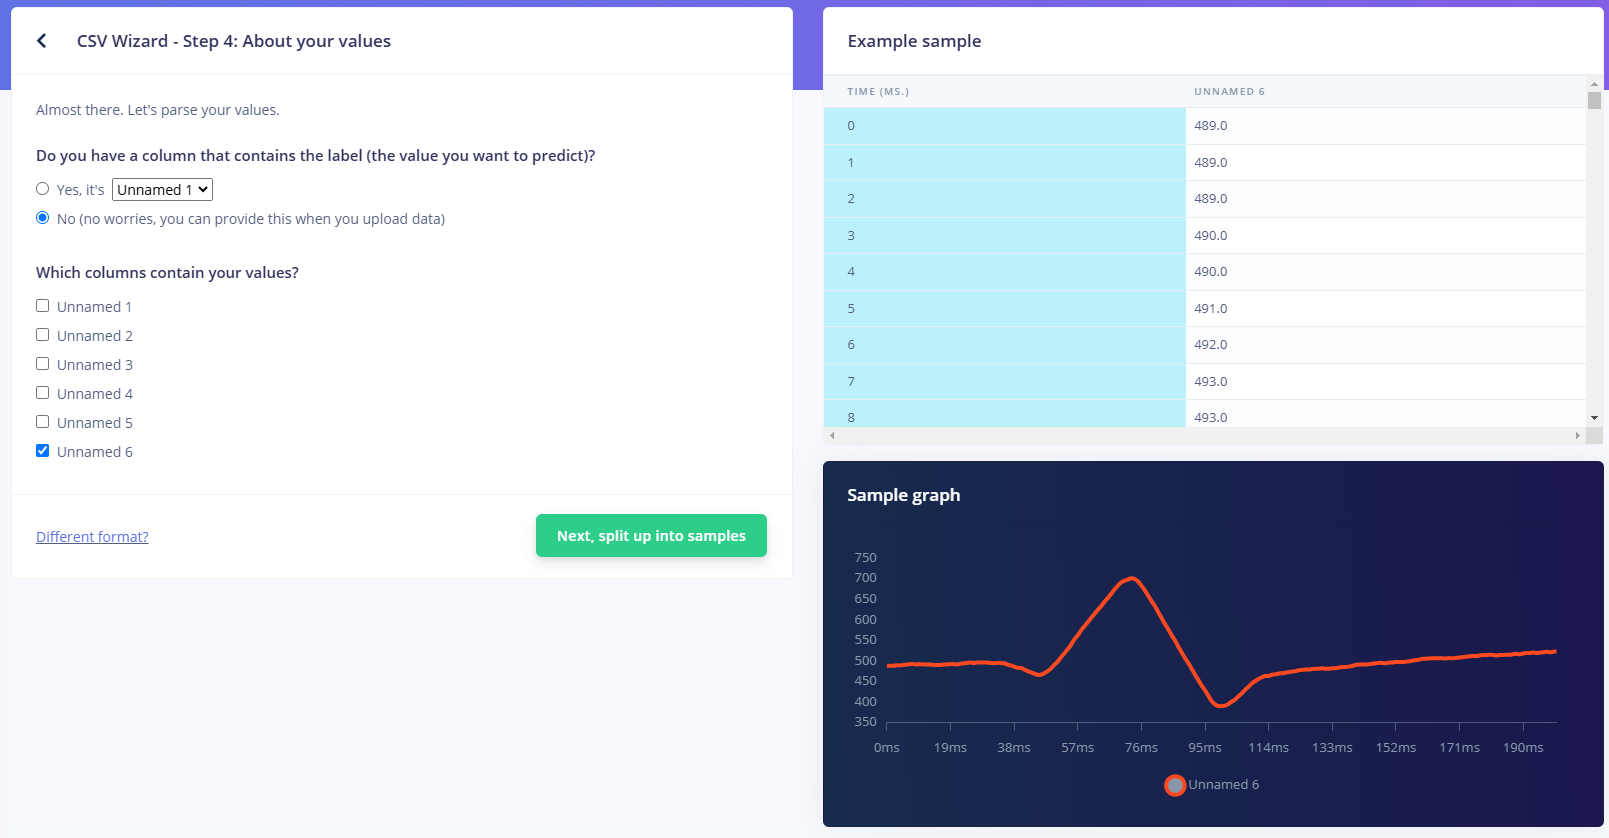 CSV Wizard - Step 4: About your values
Almost there. Let's parse your values.
Do you have a column that contains the label (the value you want to predict)?
Yes, it's Unnamed 1
No (no worries, you can provide this when you upload data)
Which columns contain your values?
Unnamed 1
Unnamed 2
Unnamed 3
Unnamed 4
Unnamed 5
Unnamed 6
Different format?
Next, split up into samples
Example sample
TIME (MS.) UNNAMED 6
0 489.0
1 489.0
2 489.0
3 490.0
4 490.0
5 491.0
6 492.0
7 493.0
8 493.0
Sample graph
750
700
650
600
550
500
450
400
350
0ms 19ms 38ms 57ms 76ms 95ms 114ms 133ms 152ms 171ms 190ms
Unnamed 6